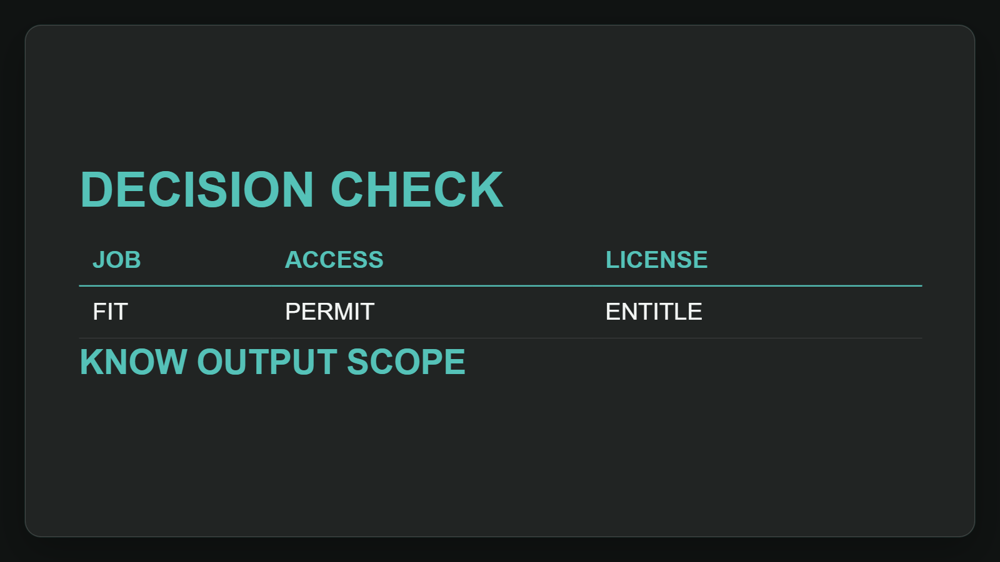 DECISION CHECK
JOB ACCESS LICENSE
FIT PERMIT ENTITLE
KNOW OUTPUT SCOPE